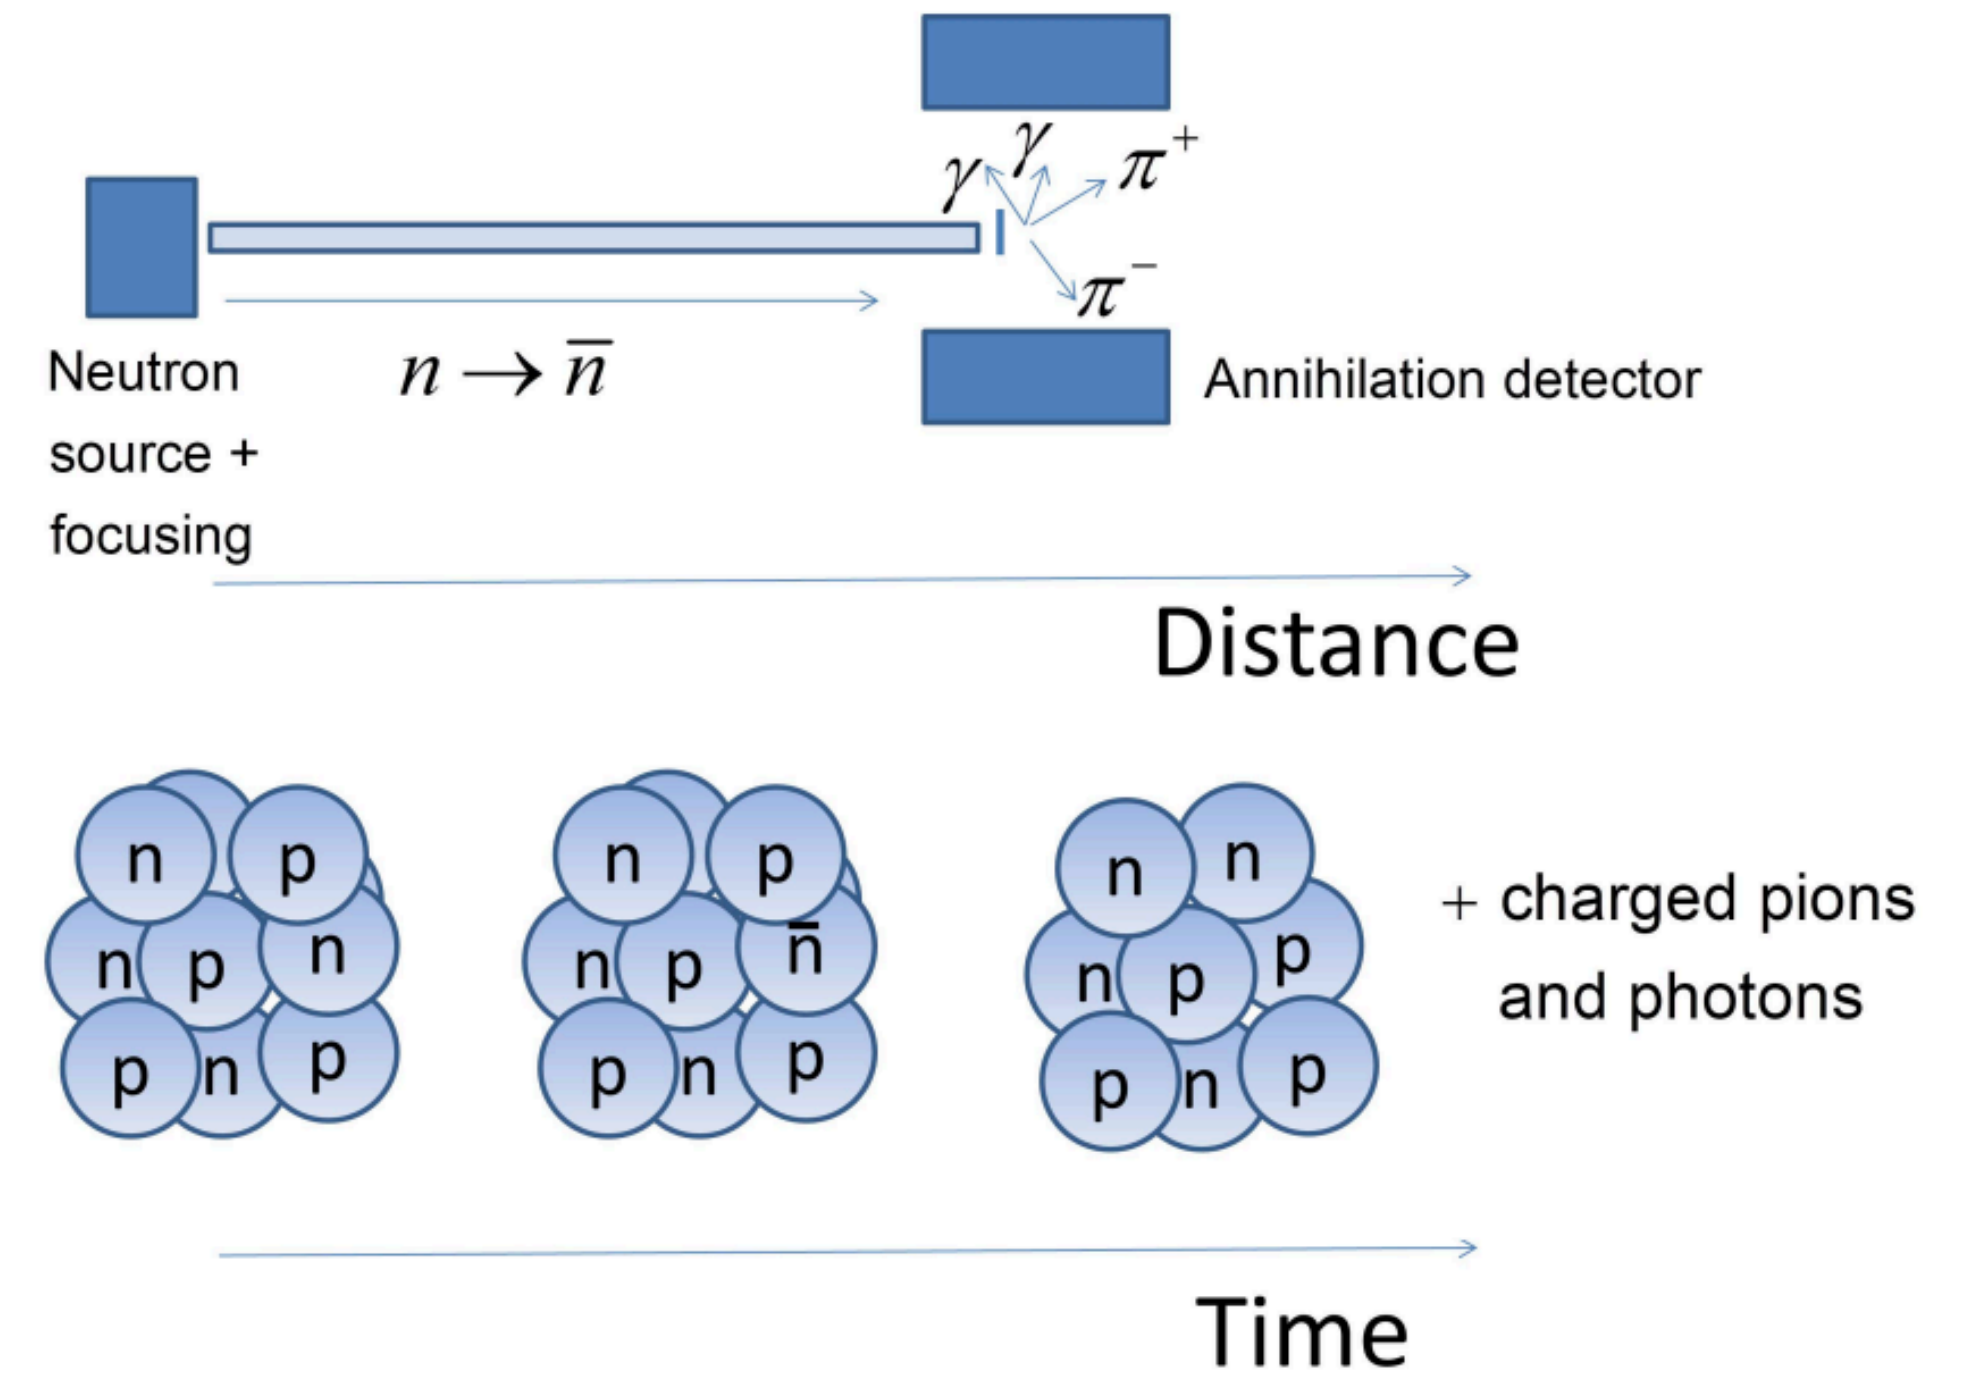 γ γ π⁺
π⁻
n → n̅
Neutron
source +
focusing
Annihilation detector
Distance
n p
n p n
p n p
n p
n p n̅
p n p
n n
n p p
p n p
+ charged pions
and photons
Time